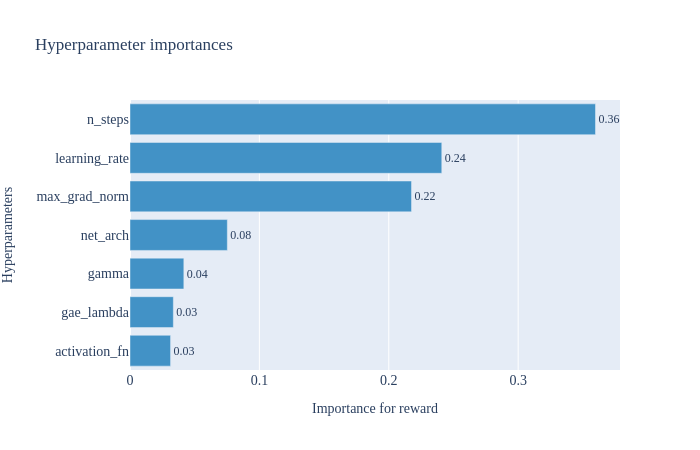 Hyperparameter importances
Hyperparameters
n_steps 0.36
learning_rate 0.24
max_grad_norm 0.22
net_arch 0.08
gamma 0.04
gae_lambda 0.03
activation_fn 0.03
0 0.1 0.2 0.3
Importance for reward